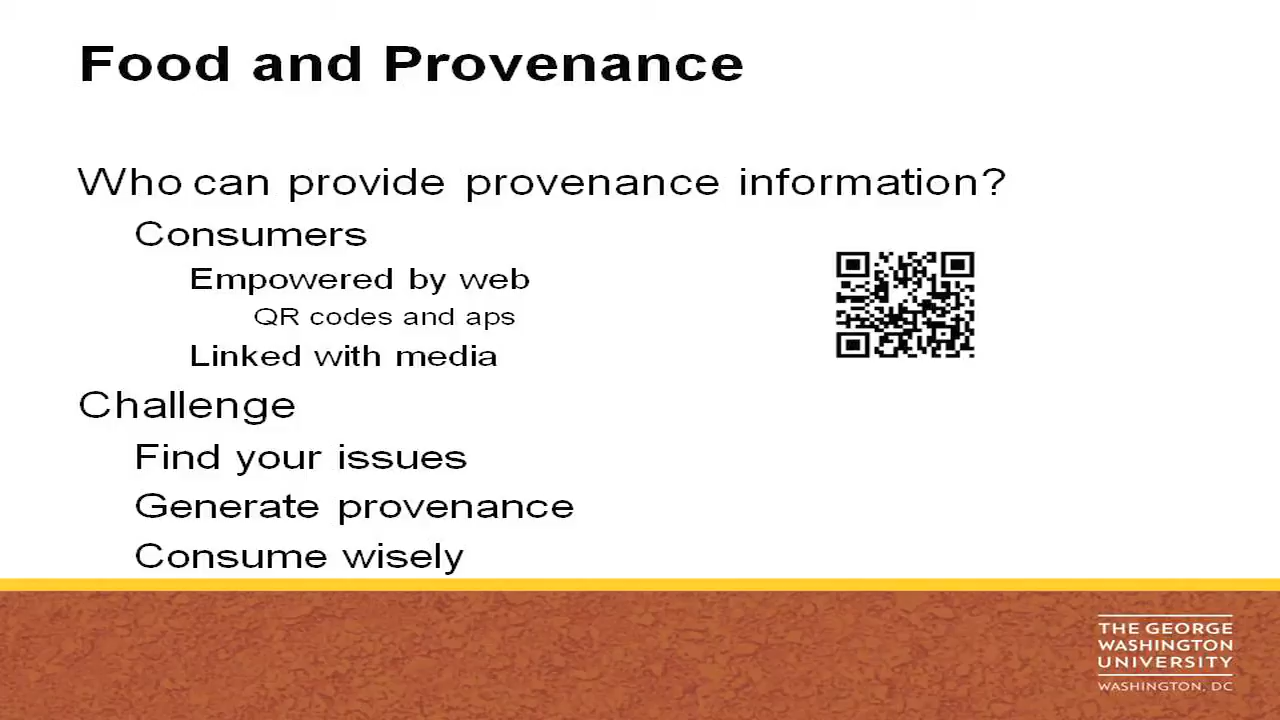 Food and Provenance
Who can provide provenance information?
Consumers
Empowered by web
QR codes and aps
Linked with media
Challenge
Find your issues
Generate provenance
Consume wisely
THE GEORGE
WASHINGTON
UNIVERSITY
WASHINGTON, DC